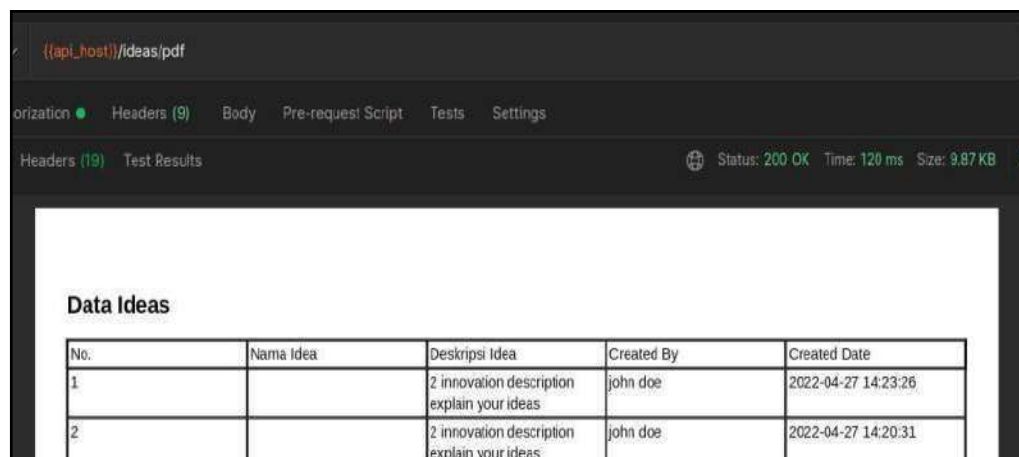 {{api_host}}/ideas/pdf
orization Headers (9) Body Pre-request Script Tests Settings
Headers (19) Test Results Status: 200 OK Time: 120 ms Size: 9.87 KB
Data Ideas
No. Nama Idea Deskripsi Idea Created By Created Date
1 2 innovation description john doe 2022-04-27 14:23:26
explain your ideas
2 2 innovation description john doe 2022-04-27 14:20:31
explain your ideas